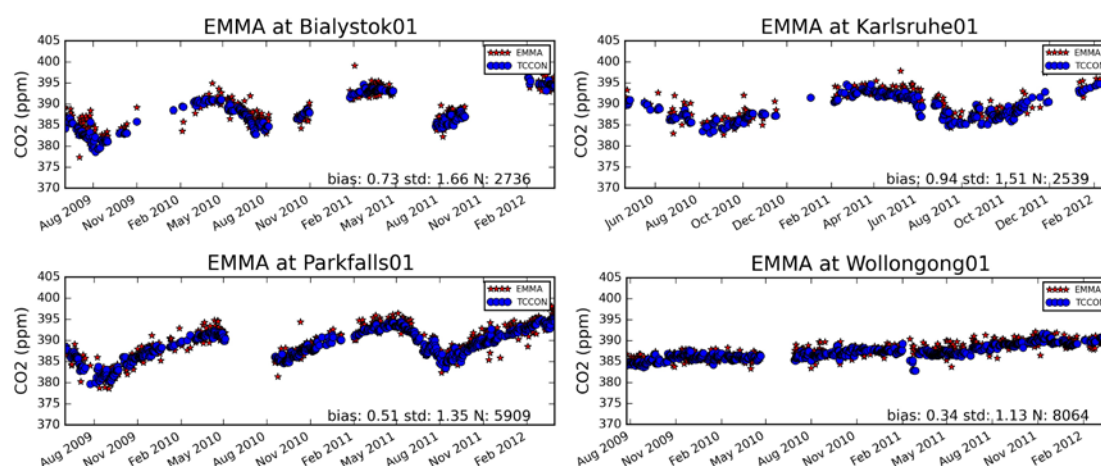 EMMA at Bialystok01
405
400
395
390
385
380
375
370
CO2 (ppm)
EMMA
TCCON
bias: 0.73 std: 1.66 N: 2736
Aug 2009
Nov 2009
Feb 2010
May 2010
Aug 2010
Nov 2010
Feb 2011
May 2011
Aug 2011
Nov 2011
Feb 2012
EMMA at Karlsruhe01
405
400
395
390
385
380
375
370
CO2 (ppm)
EMMA
TCCON
bias: 0.94 std: 1.51 N: 2539
Jun 2010
Aug 2010
Oct 2010
Dec 2010
Feb 2011
Apr 2011
Jun 2011
Aug 2011
Oct 2011
Dec 2011
Feb 2012
EMMA at Parkfalls01
405
400
395
390
385
380
375
370
CO2 (ppm)
EMMA
TCCON
bias: 0.51 std: 1.35 N: 5909
Aug 2009
Nov 2009
Feb 2010
May 2010
Aug 2010
Nov 2010
Feb 2011
May 2011
Aug 2011
Nov 2011
Feb 2012
EMMA at Wollongong01
405
400
395
390
385
380
375
370
CO2 (ppm)
EMMA
TCCON
bias: 0.34 std: 1.13 N: 8064
Aug 2009
Nov 2009
Feb 2010
May 2010
Aug 2010
Nov 2010
Feb 2011
May 2011
Aug 2011
Nov 2011
Feb 2012